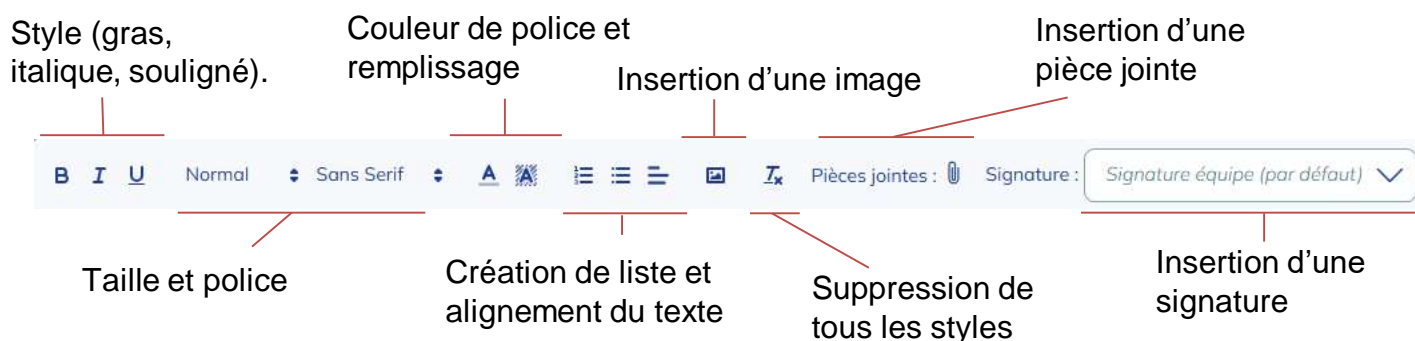 Style (gras,
italique, souligné).
Couleur de police et
remplissage
Insertion d’une image
Insertion d’une
pièce jointe
B I U Normal Sans Serif A A Tx Pièces jointes : Signature : Signature équipe (par défaut)
Taille et police
Création de liste et
alignement du texte
Suppression de
tous les styles
Insertion d’une
signature